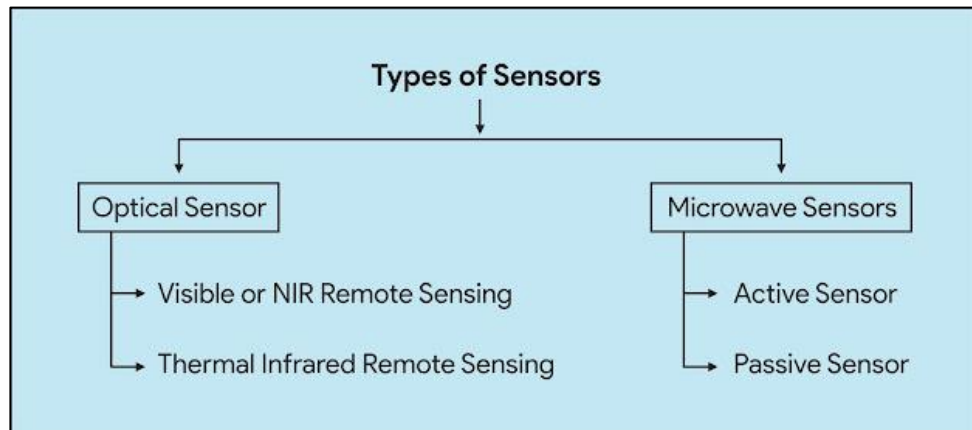 Types of Sensors
Optical Sensor
Microwave Sensors
Visible or NIR Remote Sensing
Active Sensor
Thermal Infrared Remote Sensing
Passive Sensor